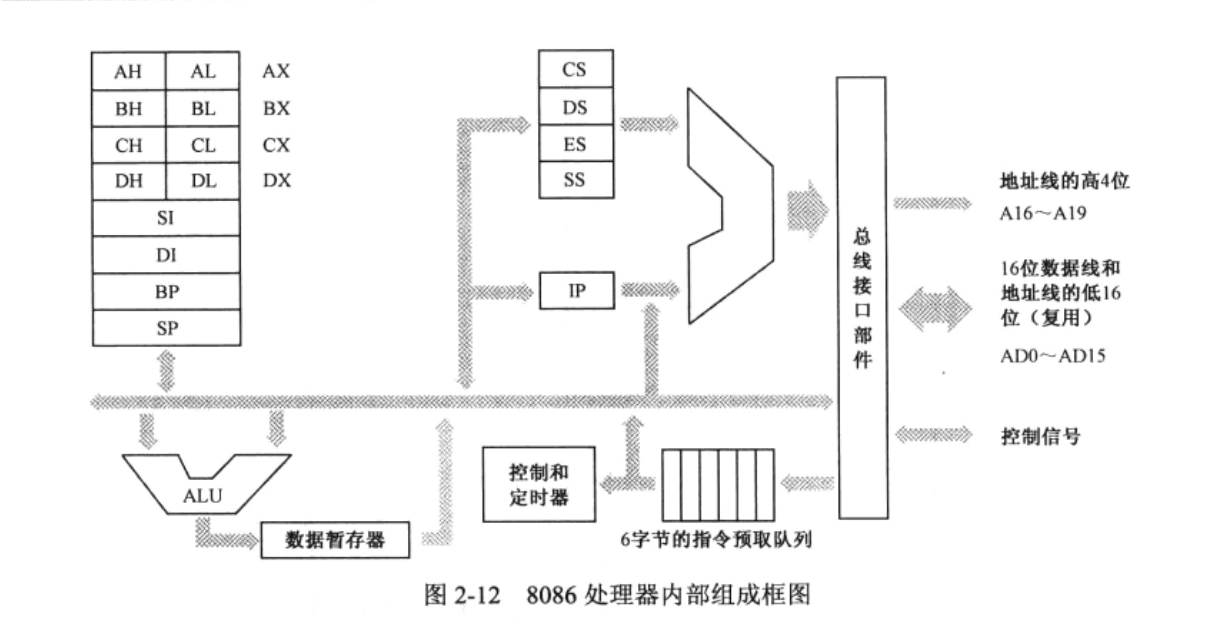 AH AL AX
BH BL BX
CH CL CX
DH DL DX
SI
DI
BP
SP
CS
DS
ES
SS
IP
总线接口部件
地址线的高4位
A16～A19
16位数据线和
地址线的低16
位（复用）
AD0～AD15
控制信号
ALU
数据暂存器
控制和
定时器
6字节的指令预取队列
图 2-12 8086 处理器内部组成框图